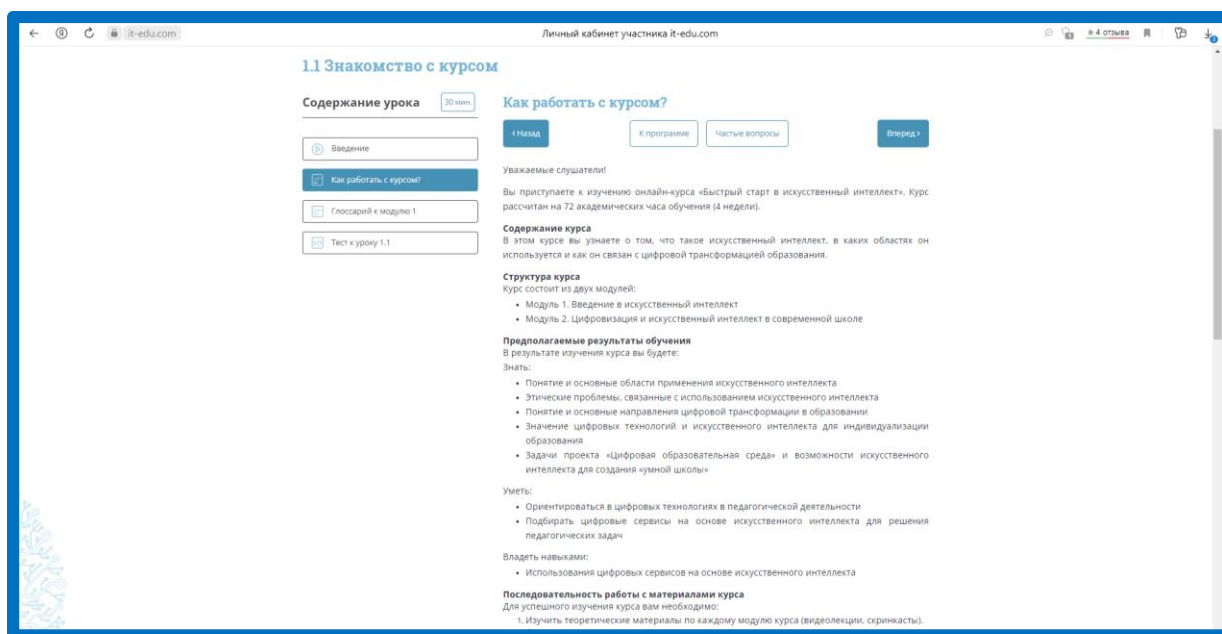 it-edu.com
Личный кабинет участника it-edu.com
4 отзыва
1.1 Знакомство с курсом
Содержание урока
30 мин.
Введение
Как работать с курсом?
Глоссарий к модулю 1
Тест к уроку 1.1
Как работать с курсом?
‹ Назад
К программе
Частые вопросы
Вперед ›
Уважаемые слушатели!
Вы приступаете к изучению онлайн-курса «Быстрый старт в искусственный интеллект». Курс
рассчитан на 72 академических часа обучения (4 недели).
Содержание курса
В этом курсе вы узнаете о том, что такое искусственный интеллект, в каких областях он
используется и как он связан с цифровой трансформацией образования.
Структура курса
Курс состоит из двух модулей:
• Модуль 1. Введение в искусственный интеллект
• Модуль 2. Цифровизация и искусственный интеллект в современной школе
Предполагаемые результаты обучения
В результате изучения курса вы будете:
Знать:
• Понятие и основные области применения искусственного интеллекта
• Этические проблемы, связанные с использованием искусственного интеллекта
• Понятие и основные направления цифровой трансформации в образовании
• Значение цифровых технологий и искусственного интеллекта для индивидуализации
образования
• Задачи проекта «Цифровая образовательная среда» и возможности искусственного
интеллекта для создания «умной школы»
Уметь:
• Ориентироваться в цифровых технологиях в педагогической деятельности
• Подбирать цифровые сервисы на основе искусственного интеллекта для решения
педагогических задач
Владеть навыками:
• Использования цифровых сервисов на основе искусственного интеллекта
Последовательность работы с материалами курса
Для успешного изучения курса вам необходимо:
1. Изучить теоретические материалы по каждому модулю курса (видеолекции, скринкасты).